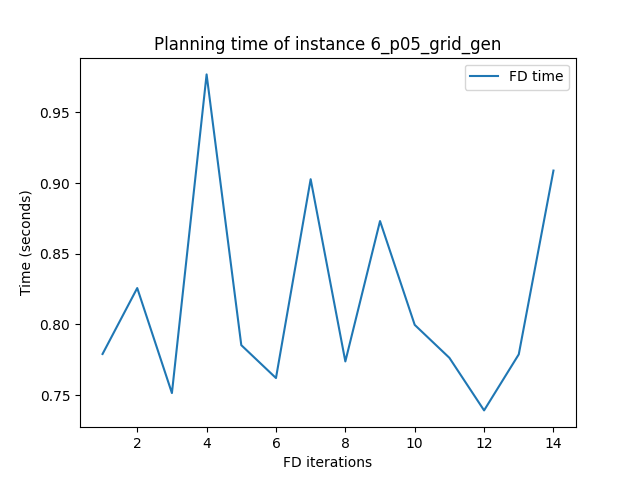 Planning time of instance 6_p05_grid_gen
FD time
0.95
0.90
0.85
0.80
0.75
Time (seconds)
2 4 6 8 10 12 14
FD iterations